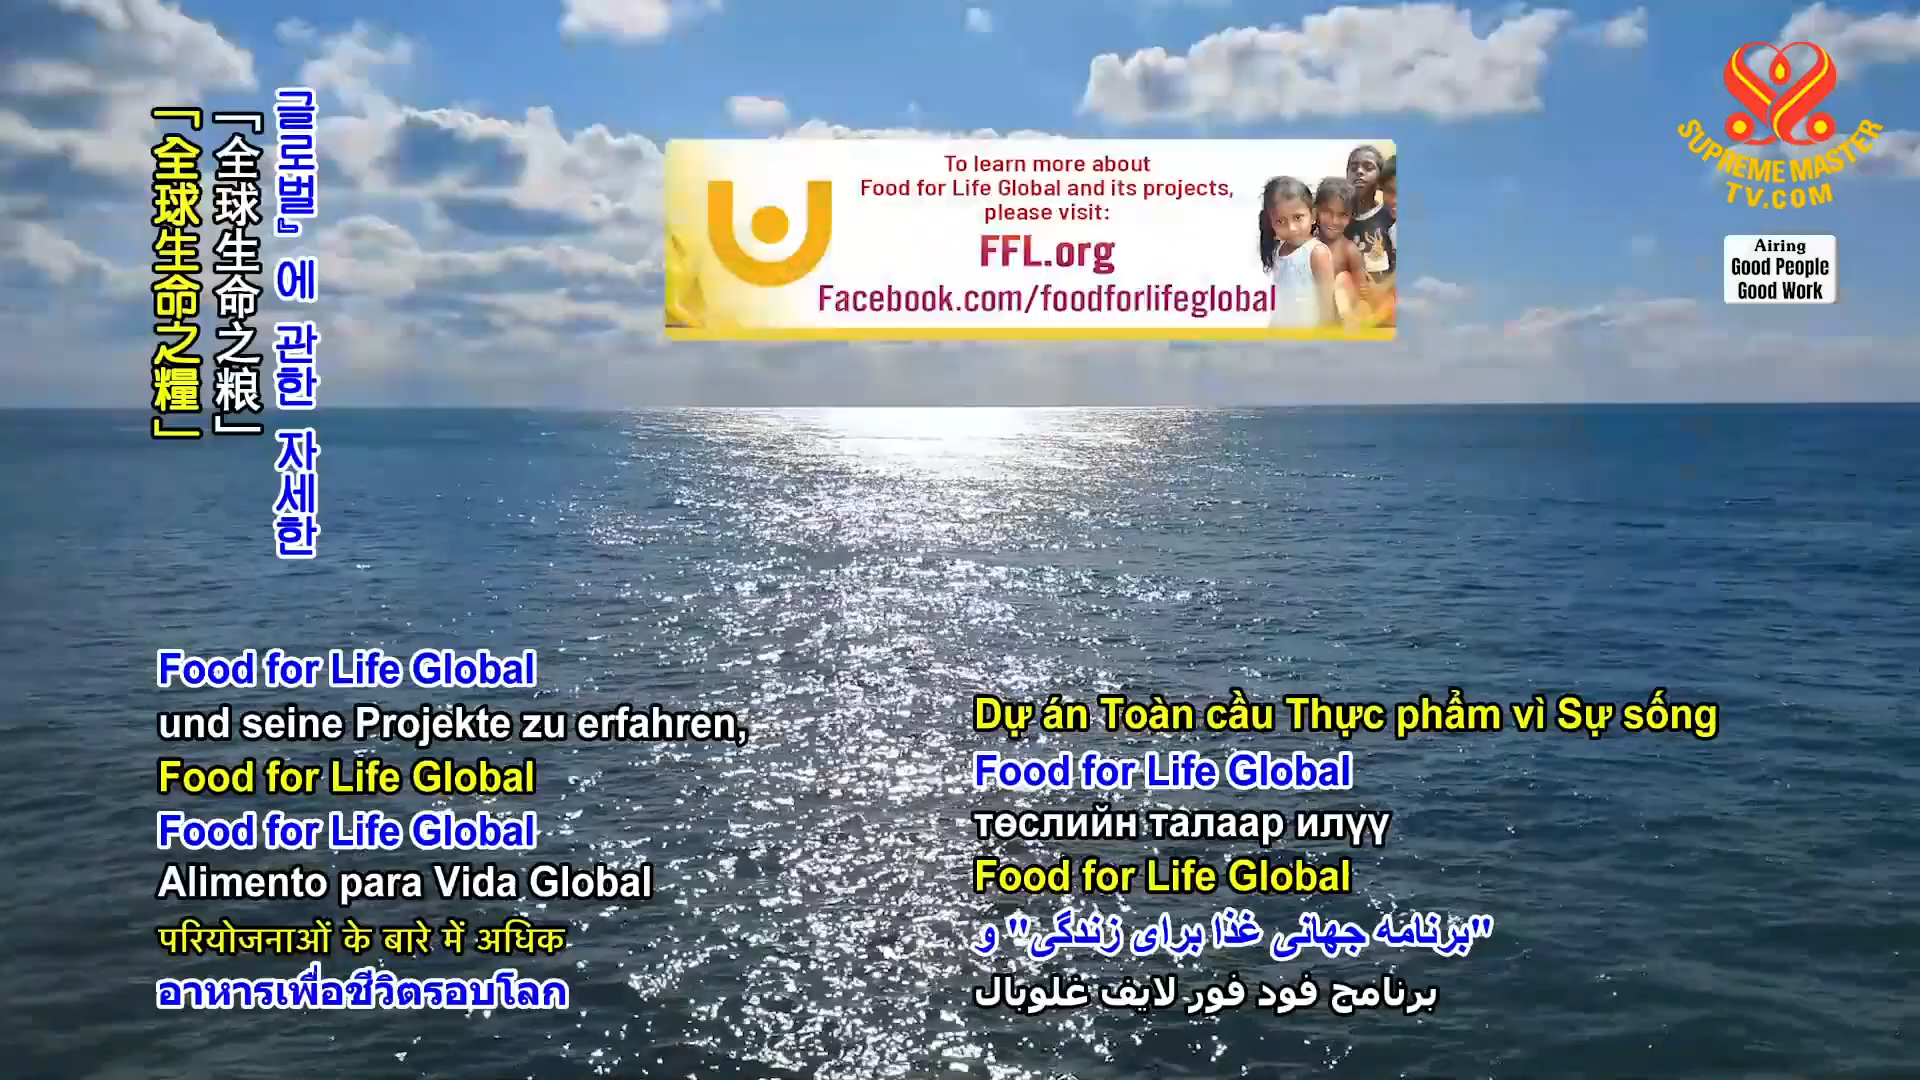 「全球生命之糧」
「全球生命之粮」
글로벌』에 관한 자세한
To learn more about
Food for Life Global and its projects,
please visit:
FFL.org
Facebook.com/foodforlifeglobal
SUPREME MASTER
TV.COM
Airing
Good People
Good Work
Food for Life Global
und seine Projekte zu erfahren,
Food for Life Global
Food for Life Global
Alimento para Vida Global
परियोजनाओं के बारे में अधिक
อาหารเพื่อชีวิตรอบโลก
Dự án Toàn cầu Thực phẩm vì Sự sống
Food for Life Global
төслийн талаар илүү
Food for Life Global
"برنامه جهانی غذا برای زندگی" و
برنامج فود فور لايف غلوبال